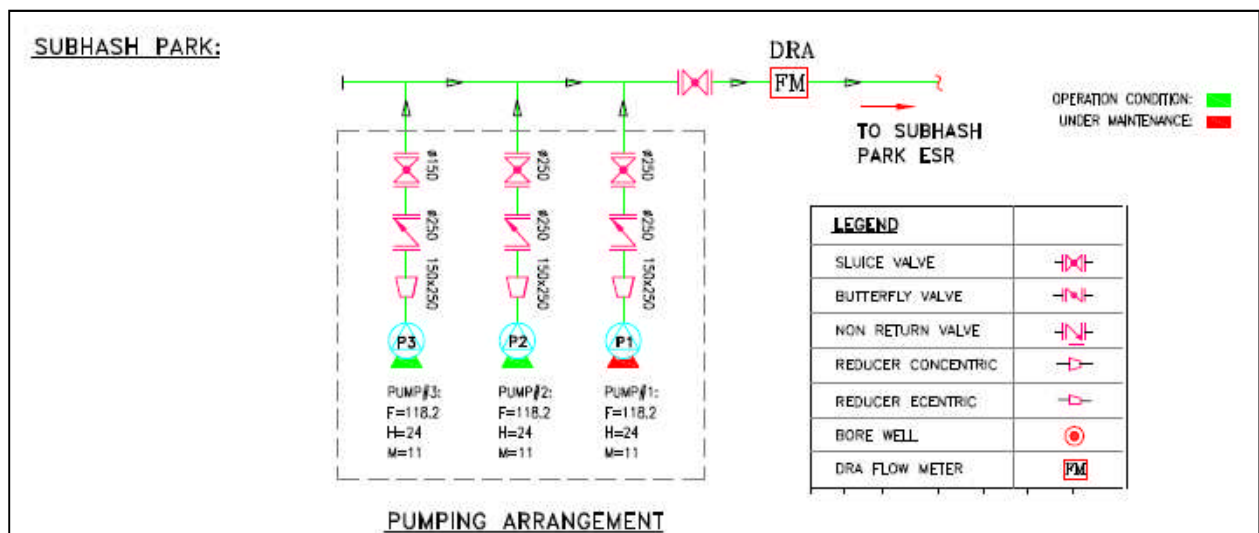 SUBHASH PARK:
DRA
FM
TO SUBHASH
PARK ESR
OPERATION CONDITION:
UNDER MAINTENANCE:
ø150
ø250
ø250
ø250
ø250
ø250
150x250
150x250
150x250
P3
P2
P1
PUMP#3:
F=118.2
H=24
M=11
PUMP#2:
F=118.2
H=24
M=11
PUMP#1:
F=118.2
H=24
M=11
PUMPING ARRANGEMENT
LEGEND
SLUICE VALVE
BUTTERFLY VALVE
NON RETURN VALVE
REDUCER CONCENTRIC
REDUCER ECENTRIC
BORE WELL
DRA FLOW METER FM